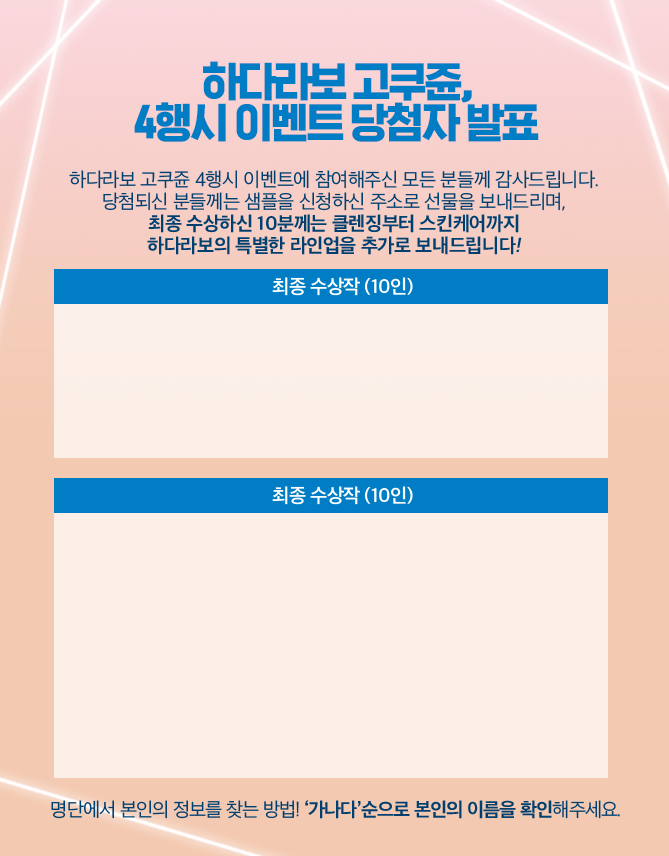 하다라보 고쿠쥰,
4행시 이벤트 당첨자 발표
하다라보 고쿠쥰 4행시 이벤트에 참여해주신 모든 분들께 감사드립니다.
당첨되신 분들께는 샘플을 신청하신 주소로 선물을 보내드리며,
최종 수상하신 10분께는 클렌징부터 스킨케어까지
하다라보의 특별한 라인업을 추가로 보내드립니다!
최종 수상작 (10인)
최종 수상작 (10인)
명단에서 본인의 정보를 찾는 방법! ‘가나다’순으로 본인의 이름을 확인해주세요.